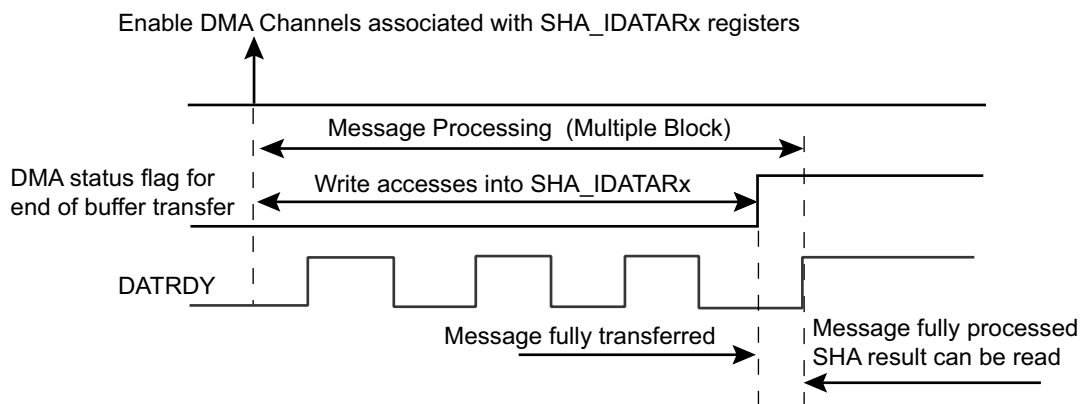 Enable DMA Channels associated with SHA_IDATARx registers
Message Processing (Multiple Block)
DMA status flag for
end of buffer transfer
Write accesses into SHA_IDATARx
DATRDY
Message fully transferred
Message fully processed
SHA result can be read